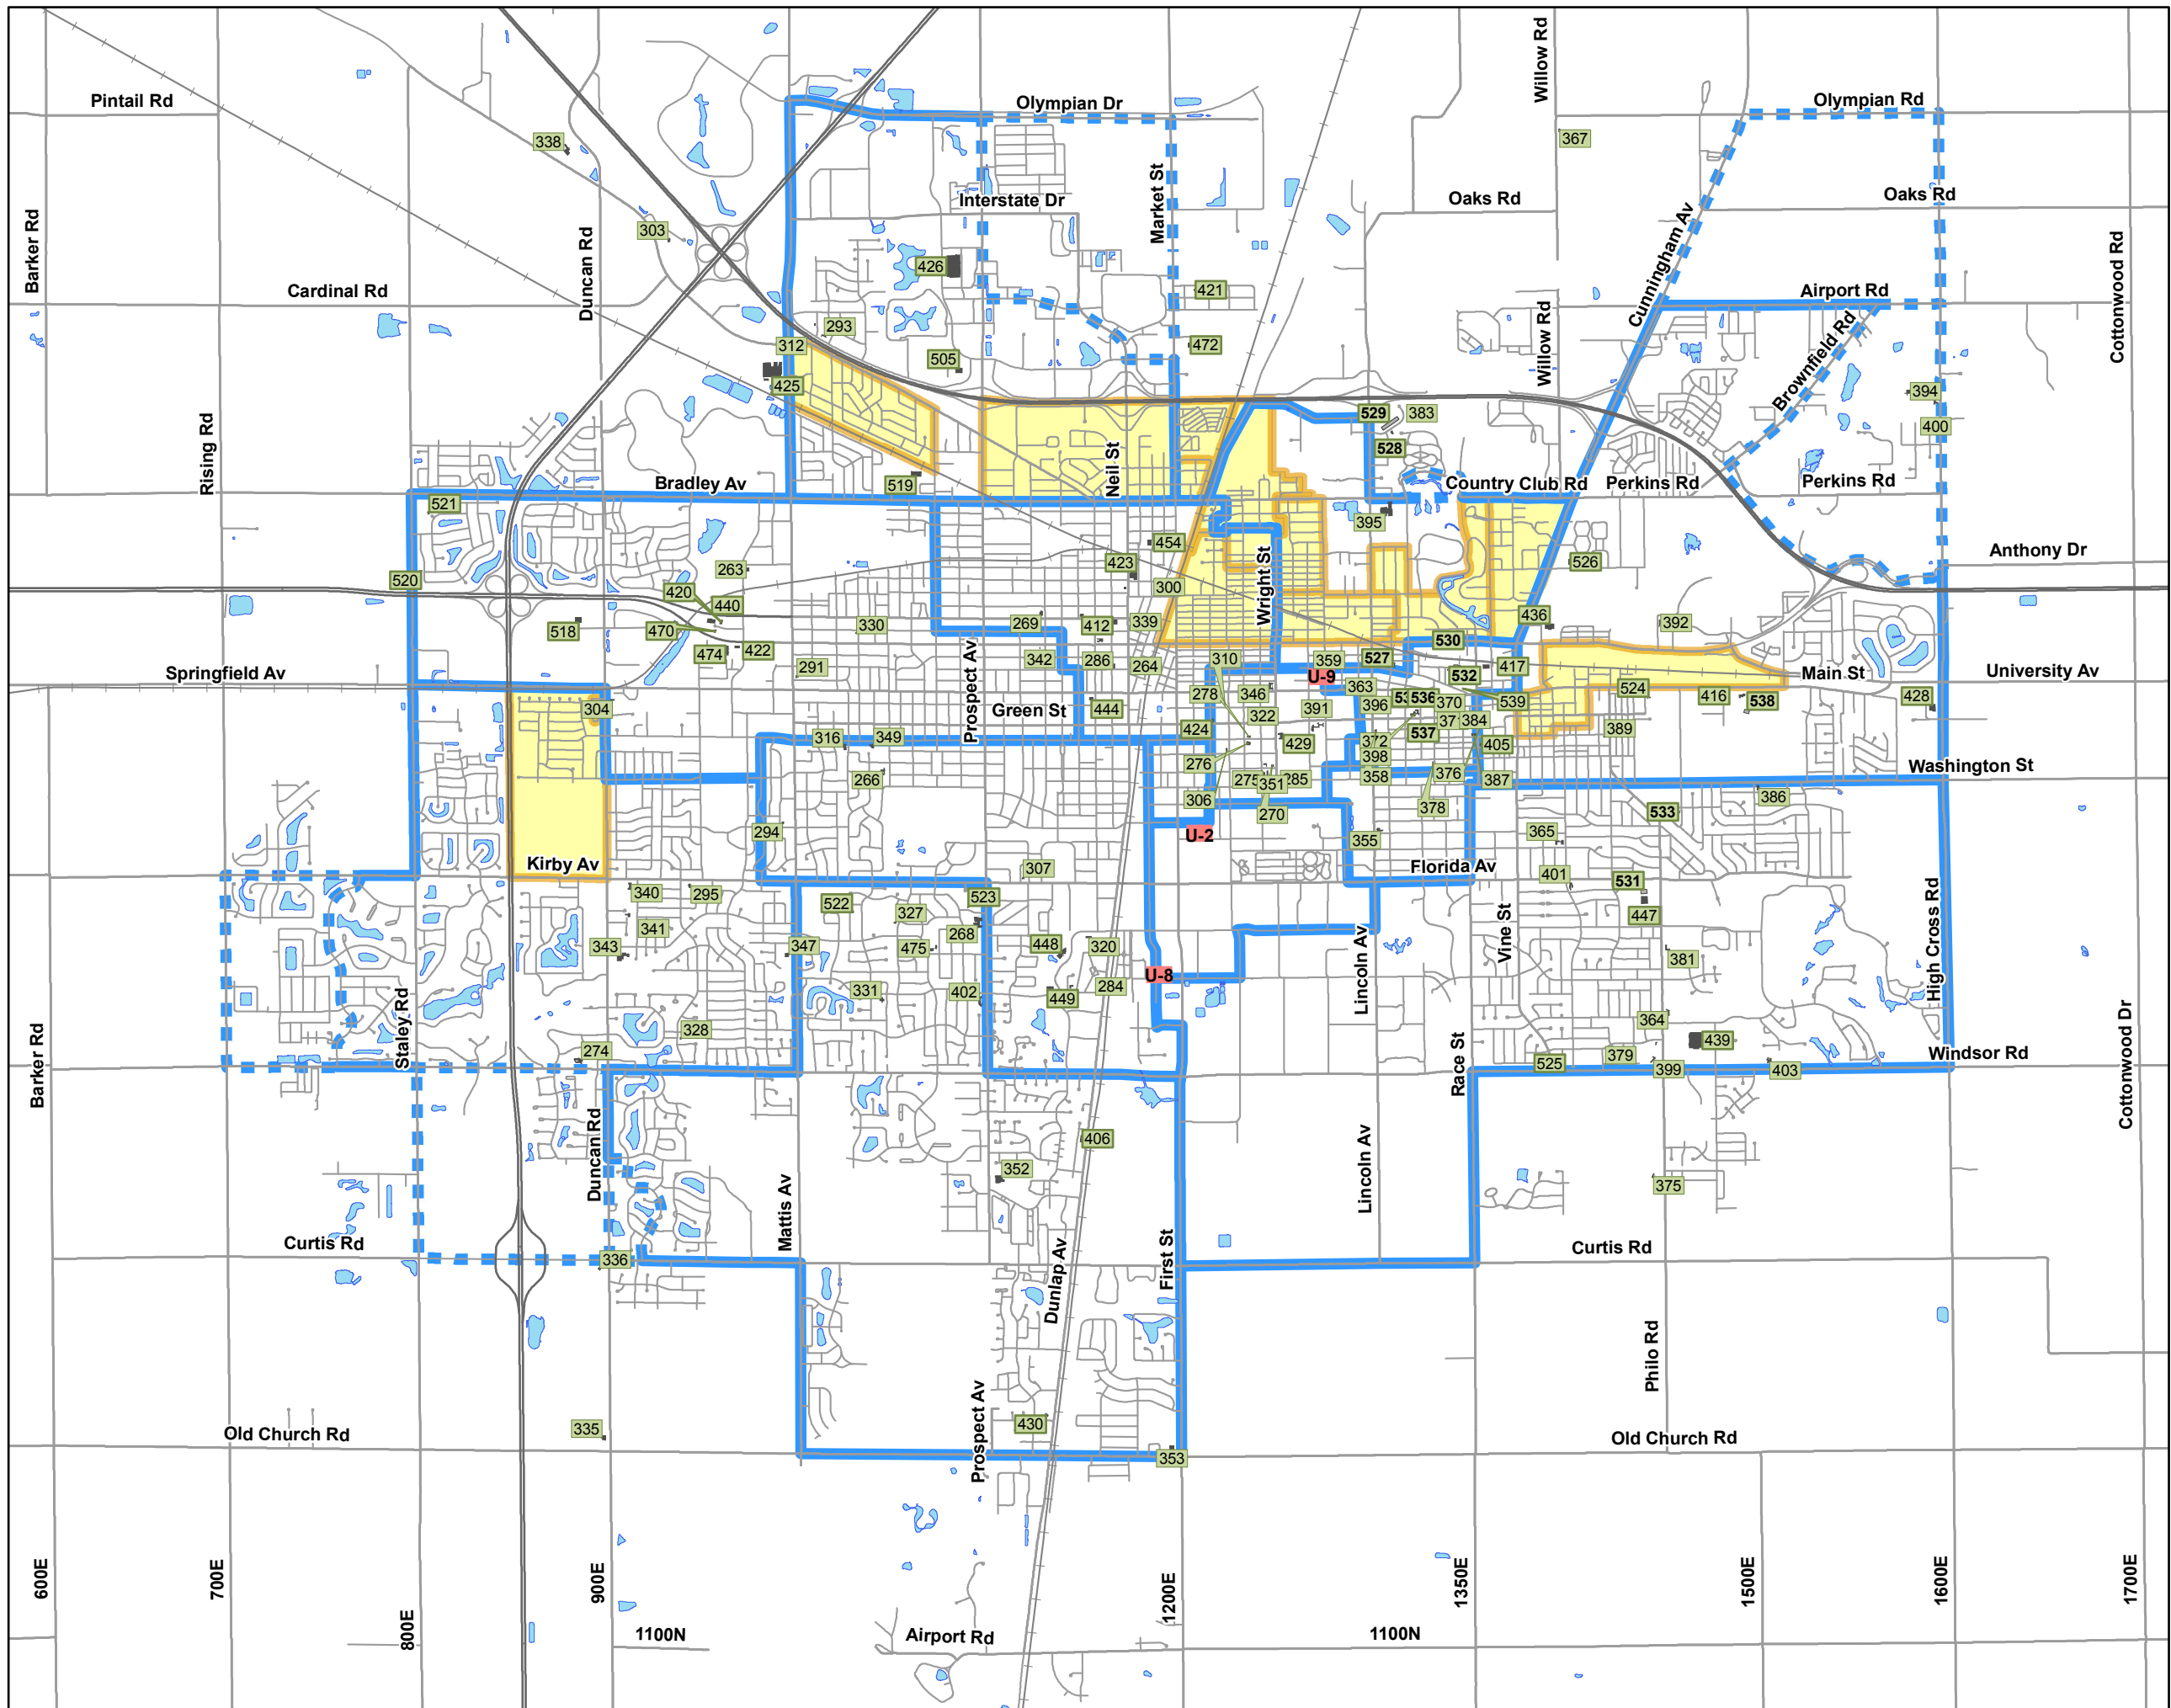 Willow Rd
Pintail Rd
Olympian Dr
Olympian Rd
338
367
Interstate Dr
Market St
Oaks Rd
Oaks Rd
Barker Rd
303
Duncan Rd
Cunningham Av
Cottonwood Rd
426
Cardinal Rd
421
Airport Rd
293
312
472
Willow Rd
Brownfield Rd
505
425
394
529
383
400
Rising Rd
528
Neil St
Bradley Av
519
Country Club Rd
Perkins Rd
Perkins Rd
521
395
454
Anthony Dr
423
526
263
520
300
Wright St
420
440
436
518
470
330
269
412
339
392
530
474
422
291
342
286
264
310
359
527
417
Springfield Av
Prospect Av
U-9
532
Main St
University Av
304
Green St
444
278
346
363
524
416
538
428
322
391
396
536
370
539
316
349
424
384
537
389
276
429
372
405
398
266
275
351
285
358
376
387
Washington St
306
270
378
386
533
294
U-2
355
365
Kirby Av
307
Florida Av
401
531
340
295
522
523
327
447
341
268
Vine St
High Cross Rd
343
347
475
448
320
Lincoln Av
381
U-8
331
402
449
284
Staley Rd
328
364
439
Barker Rd
274
Race St
525
379
399
403
Windsor Rd
Cottonwood Dr
Duncan Rd
406
352
Lincoln Av
375
Mattis Av
Curtis Rd
336
Dunlap Av
First St
Curtis Rd
Philo Rd
Old Church Rd
335
Prospect Av
430
353
Old Church Rd
600E
700E
800E
900E
1100N
Airport Rd
1200E
1100N
1350E
1500E
1600E
1700E